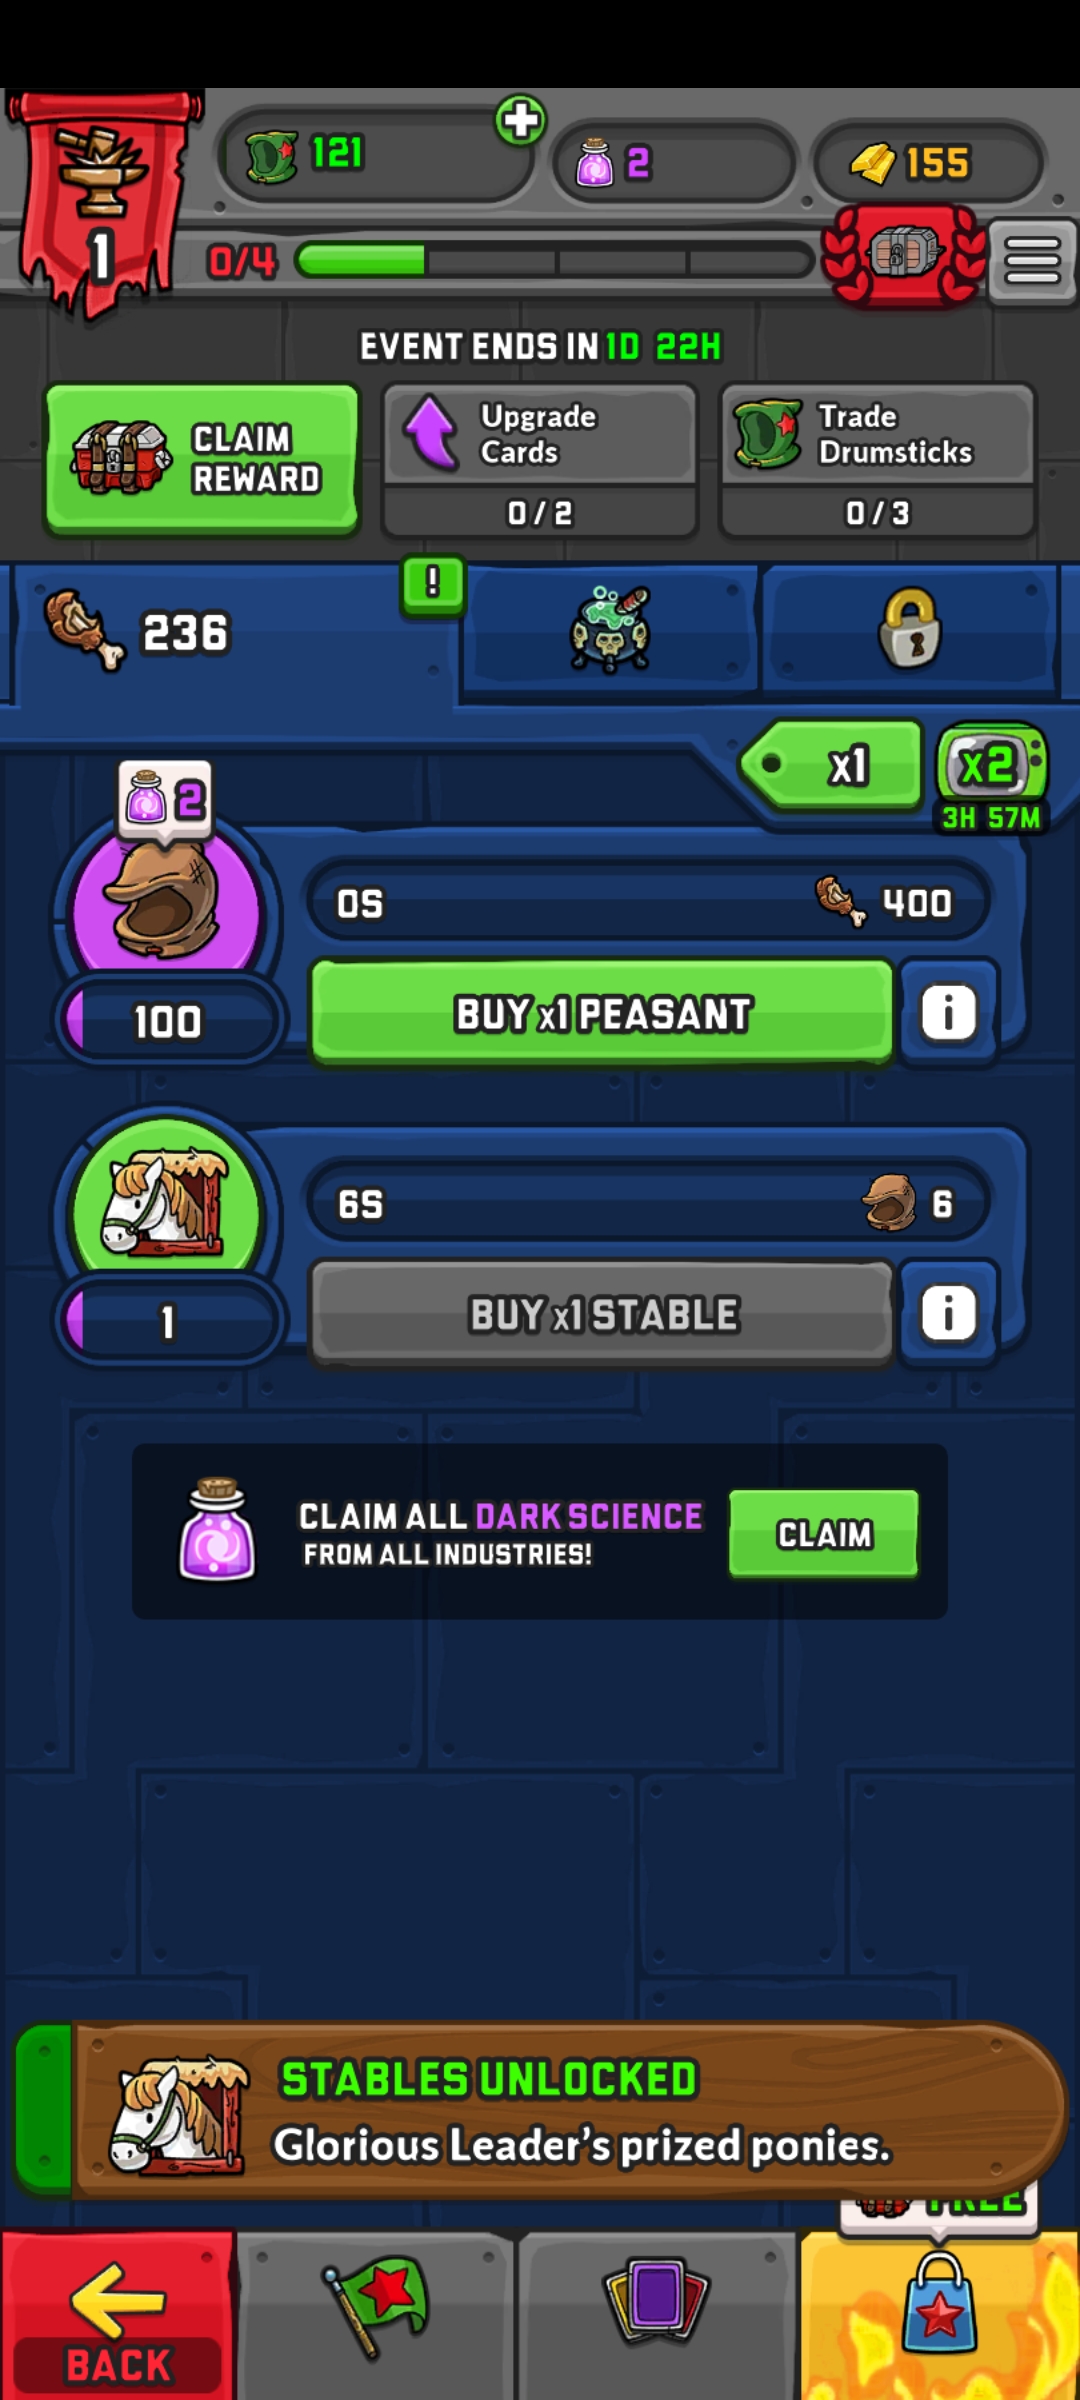 121
2
155
1
0/4
EVENT ENDS IN 1D 22H
CLAIM
REWARD
Upgrade
Cards
0/2
Trade
Drumsticks
0/3
!
236
x1
x2
3H 57M
2
0S
400
100
BUY x1 PEASANT
i
6S
6
1
BUY x1 STABLE
i
CLAIM ALL DARK SCIENCE
FROM ALL INDUSTRIES!
CLAIM
STABLES UNLOCKED
Glorious Leader's prized ponies.
FREE
BACK